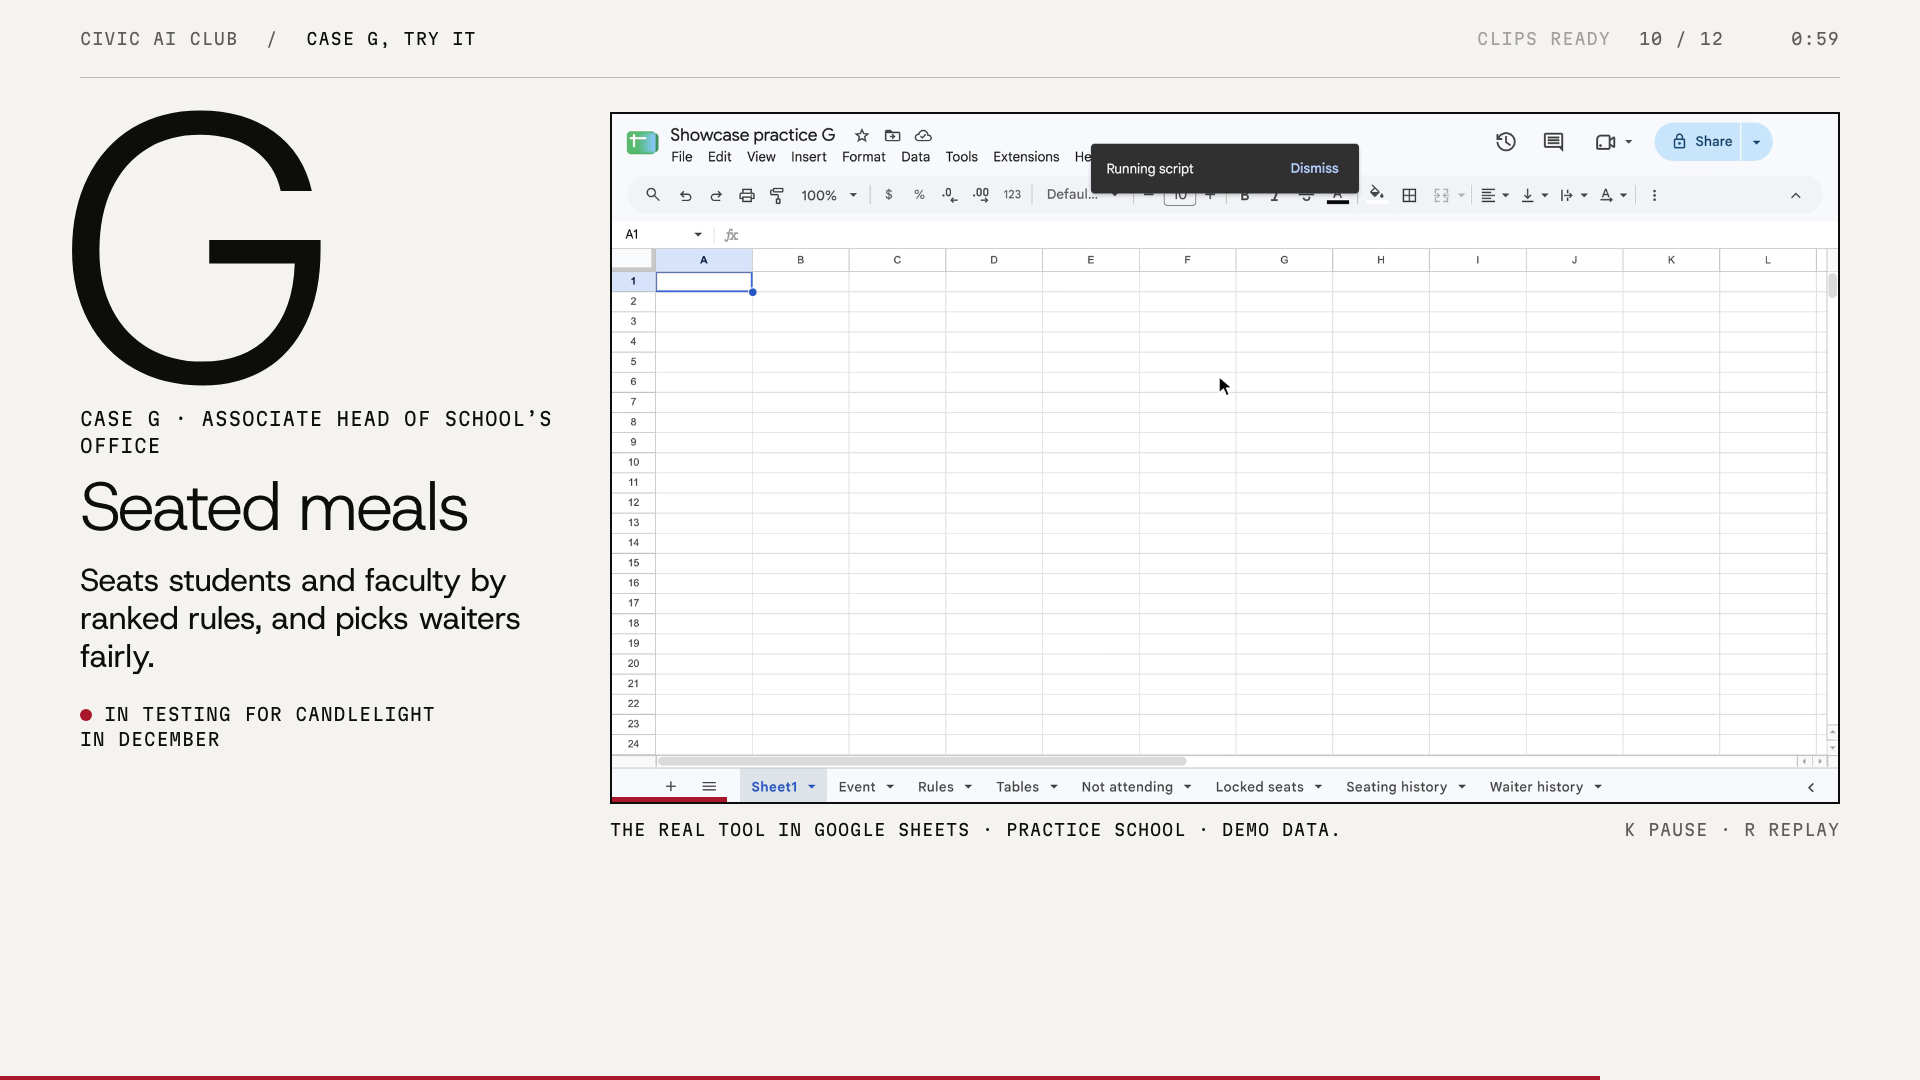 CIVIC AI CLUB / CASE G, TRY IT
CLIPS READY 10 / 12 0:59
G
CASE G · ASSOCIATE HEAD OF SCHOOL’S
OFFICE
Seated meals
Seats students and faculty by
ranked rules, and picks waiters
fairly.
IN TESTING FOR CANDLELIGHT
IN DECEMBER
Showcase practice G
Share
File Edit View Insert Format Data Tools Extensions He
Running script Dismiss
100% $ % .0 .00 123 Defaul... 10 B I S A
A1 fx
A B C D E F G H I J K L
1
2
3
4
5
6
7
8
9
10
11
12
13
14
15
16
17
18
19
20
21
22
23
24
Sheet1 Event Rules Tables Not attending Locked seats Seating history Waiter history
THE REAL TOOL IN GOOGLE SHEETS · PRACTICE SCHOOL · DEMO DATA.
K PAUSE · R REPLAY